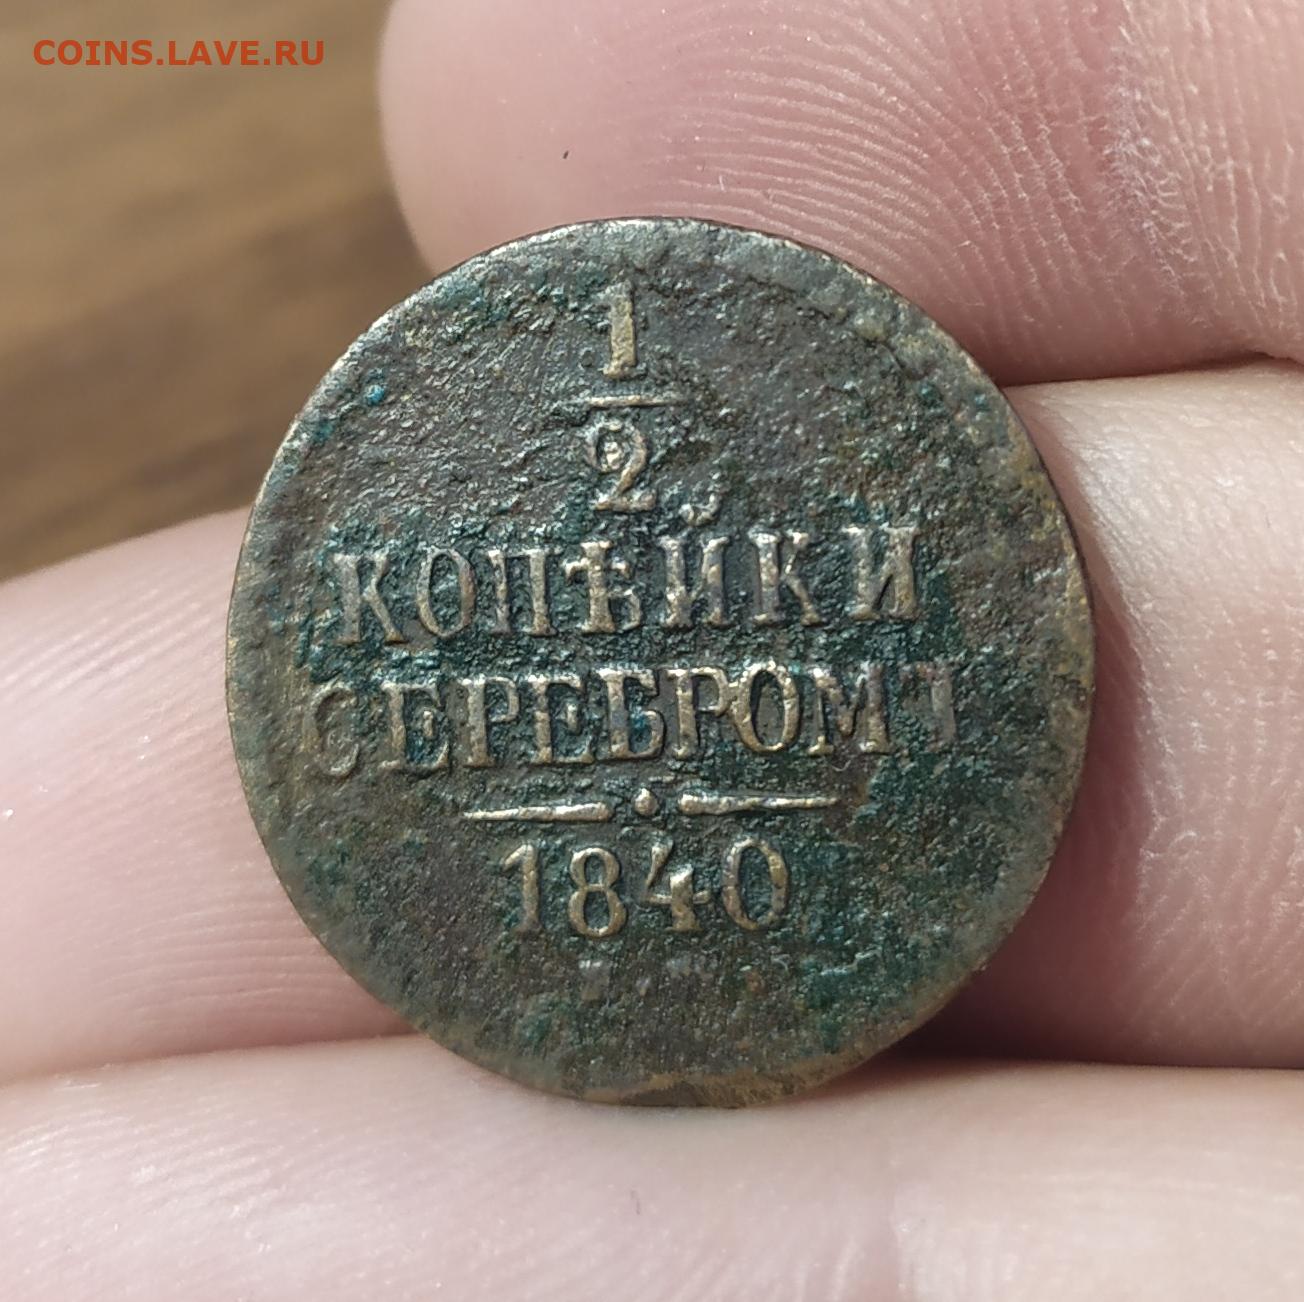 COINS.LAVE.RU
1
2
КОПѢЙКИ
СЕРЕБРОМЪ
1840